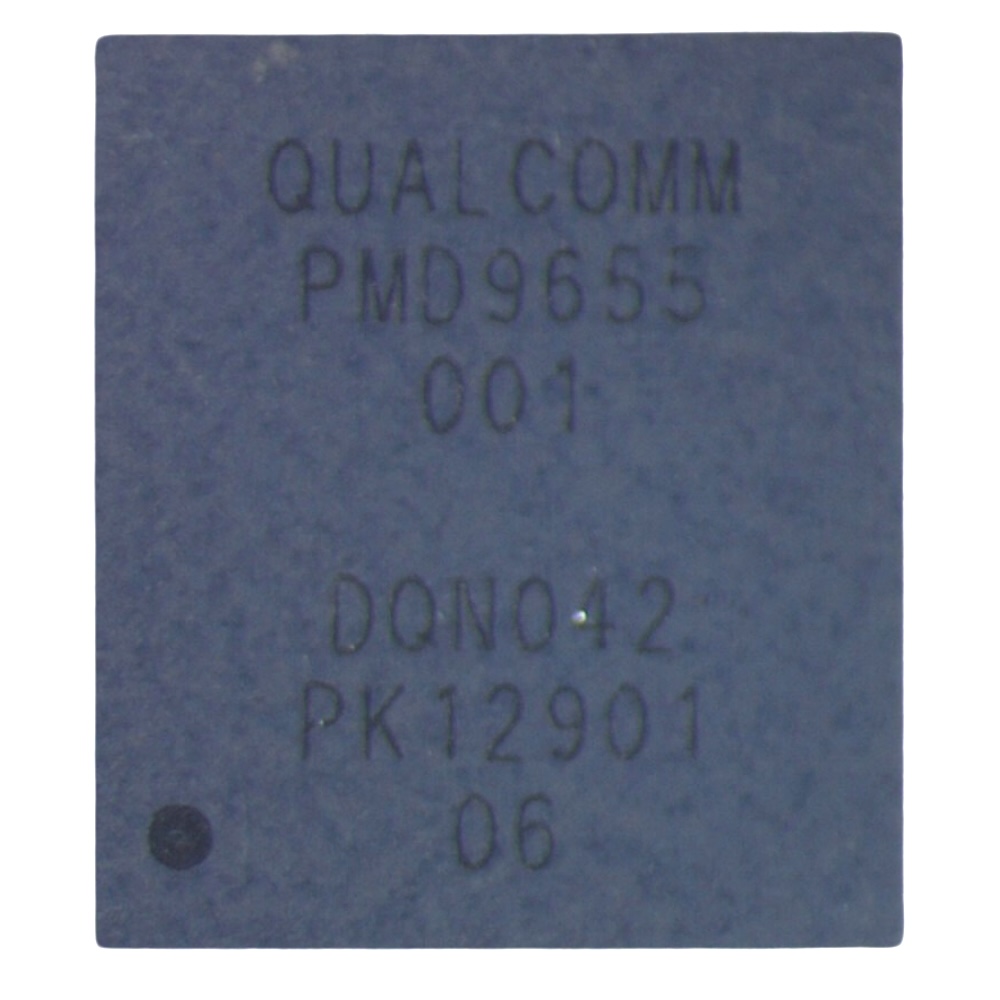 QUALCOMM
PMD9655
001
DQN042
PK12901
06